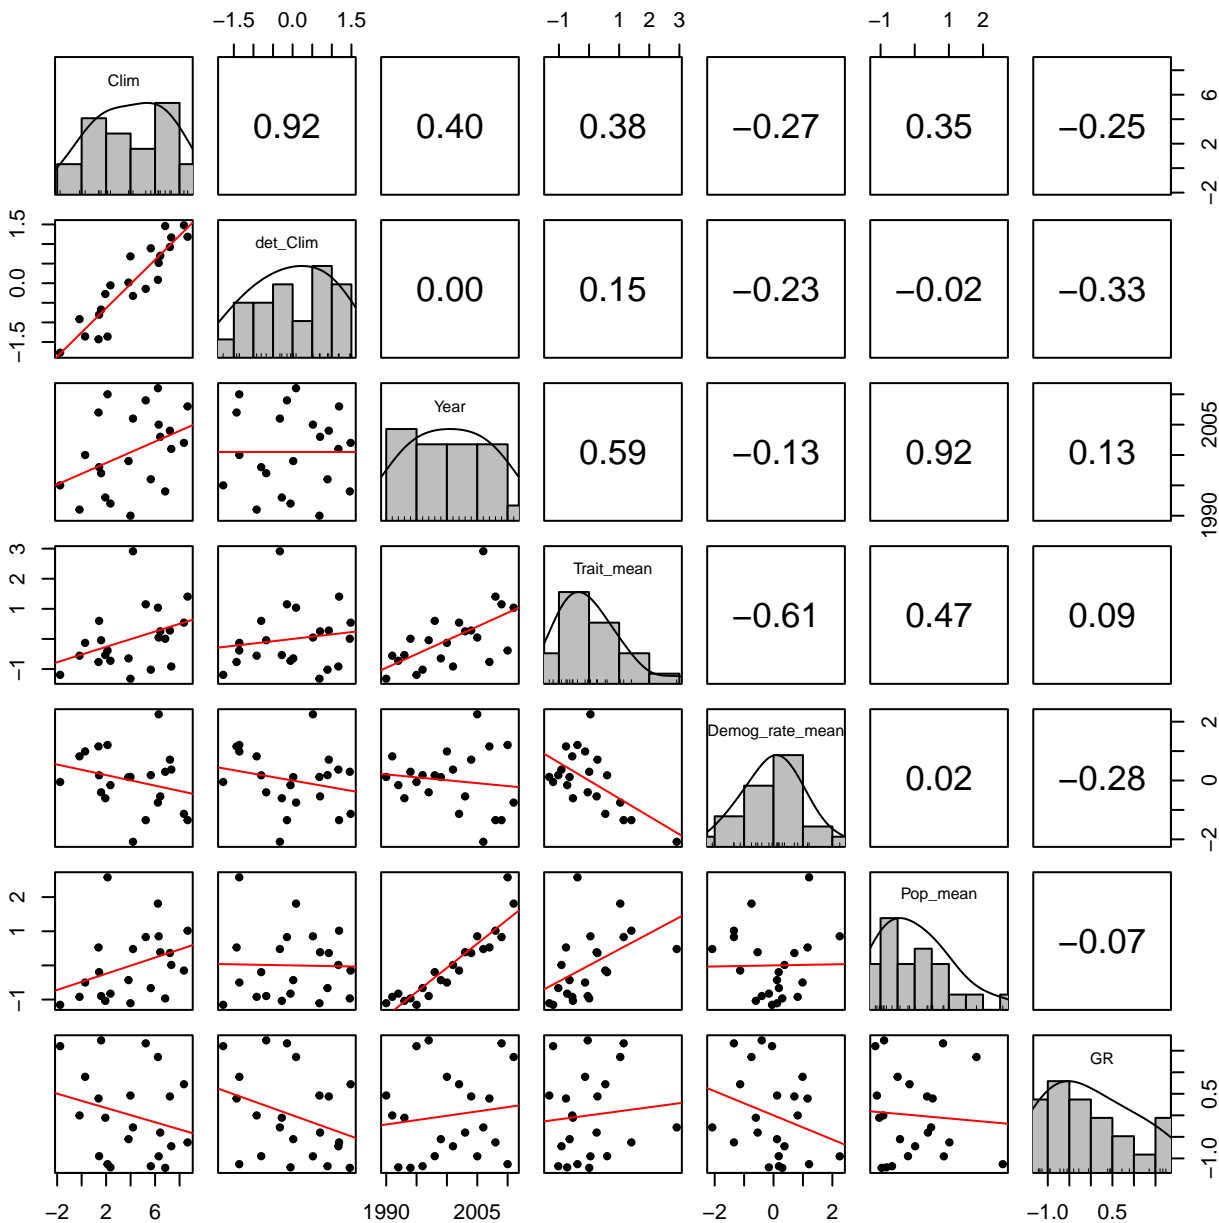 −1.5 0.0 1.5 −1 1 2 3 −1 1 2
Clim 0.92 0.40 0.38 −0.27 0.35 −0.25 −2 2 6
−1.5 0.0 1.5 det_Clim 0.00 0.15 −0.23 −0.02 −0.33
Year 0.59 −0.13 0.92 0.13 1990 2005
−1 1 2 3 Trait_mean −0.61 0.47 0.09
Demog_rate_mean 0.02 −0.28 −2 0 2
−1 1 2 Pop_mean −0.07
GR −1.0 0.5
−2 2 6 1990 2005 −2 0 2 −1.0 0.5